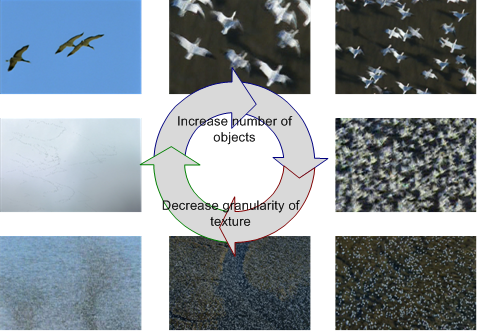 Increase number of
objects
Decrease granularity of
texture